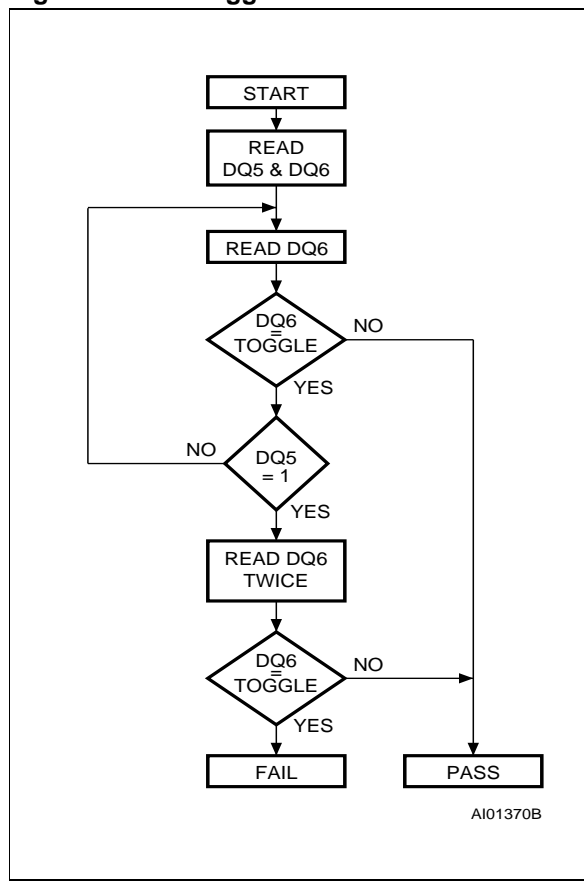 START
READ
DQ5 & DQ6
READ DQ6
DQ6
=
TOGGLE
NO
YES
NO
DQ5
= 1
YES
READ DQ6
TWICE
DQ6
=
TOGGLE
NO
YES
FAIL
PASS
AI01370B